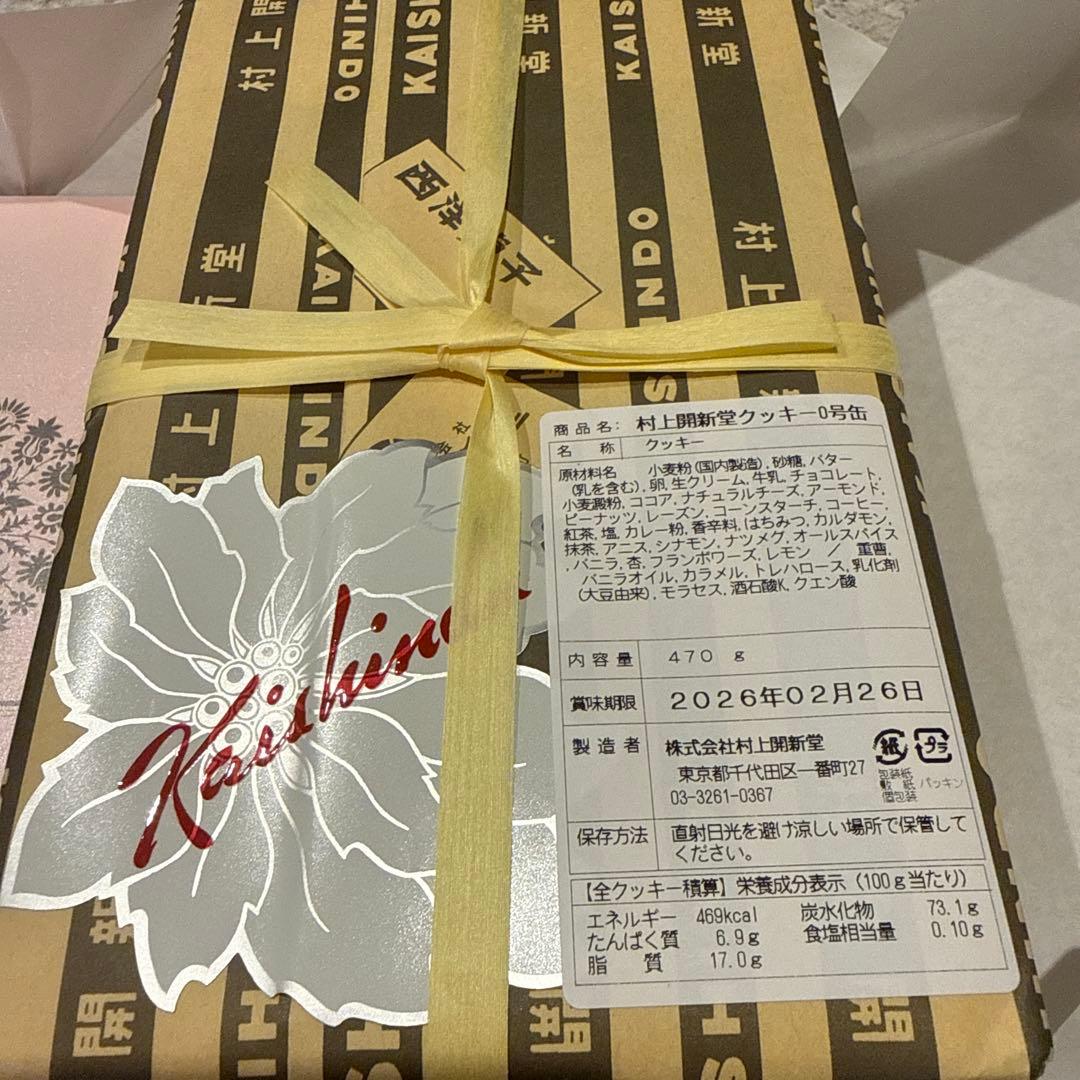 村上開
新堂
KAISH
新堂
KAIS
西洋菓子
村上
KAISHINDO
Kaishin
商品名: 村上開新堂クッキー0号缶
名 称 クッキー
原材料名 小麦粉(国内製造),砂糖,バター
(乳を含む),卵,生クリーム,牛乳,チョコレート,
小麦澱粉,ココア,ナチュラルチーズ,アーモンド,
ピーナッツ,レーズン,コーンスターチ,コーヒー,
紅茶,塩,カレー粉,香辛料,はちみつ,カルダモン,
抹茶,アニス,シナモン,ナツメグ,オールスパイス
,バニラ,杏,フランボワーズ,レモン / 重曹,
バニラオイル,カラメル,トレハロース,乳化剤
(大豆由来),モラセス,酒石酸K,クエン酸
内容量 470 g
賞味期限 2026年02月26日
製造者 株式会社村上開新堂
東京都千代田区一番町27
03-3261-0367
紙
プラ
包装紙
敷 紙
個包装
パッキン
保存方法 直射日光を避け涼しい場所で保管して
ください。
【全クッキー積算】栄養成分表示(100g当たり)
エネルギー 469kcal 炭水化物 73.1g
たんぱく質 6.9g 食塩相当量 0.10g
脂 質 17.0g